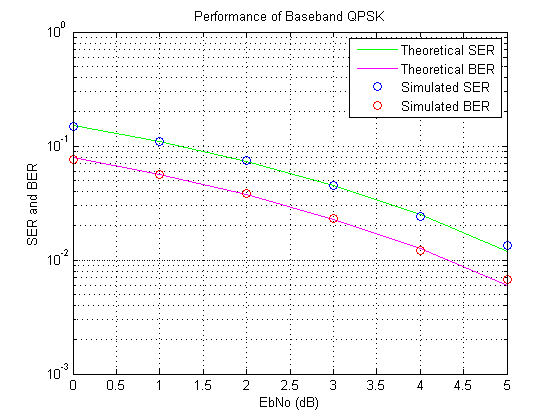 Performance of Baseband QPSK
Theoretical SER
Theoretical BER
Simulated SER
Simulated BER
SER and BER
10^0
10^-1
10^-2
10^-3
0 0.5 1 1.5 2 2.5 3 3.5 4 4.5 5
EbNo (dB)